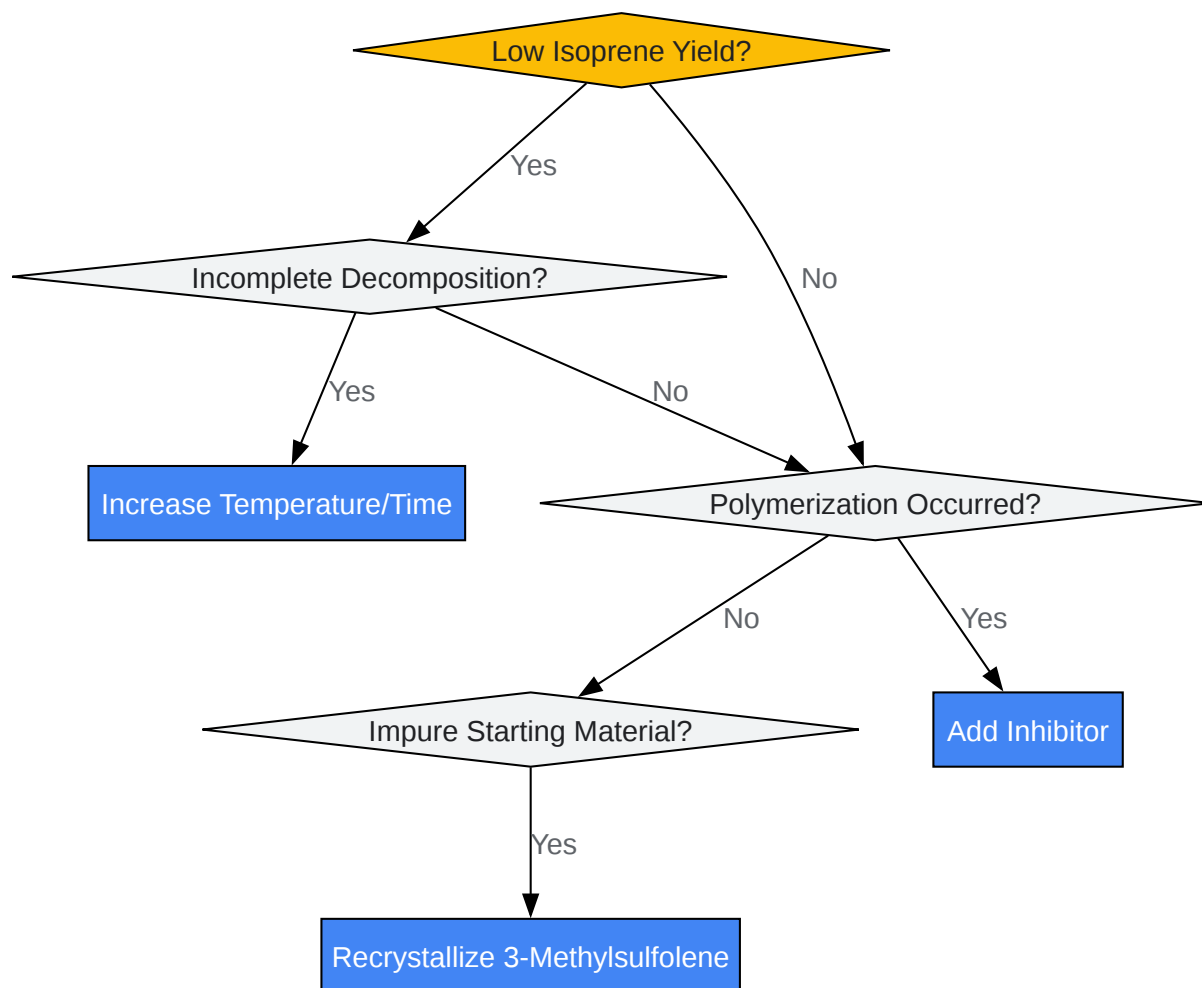 Low Isoprene Yield?
Yes
No
Incomplete Decomposition?
Yes
No
Increase Temperature/Time
Polymerization Occurred?
No
Yes
Impure Starting Material?
Add Inhibitor
Yes
Recrystallize 3-Methylsulfolene